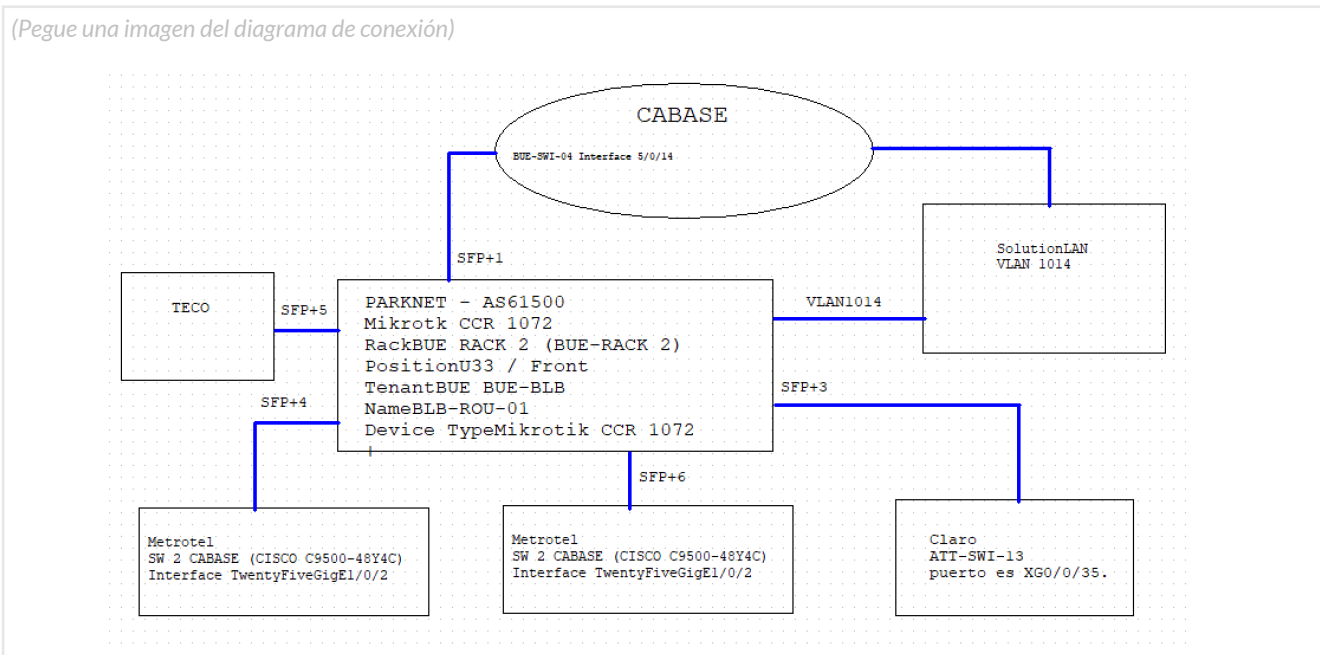 (Pegue una imagen del diagrama de conexión)
CABASE
BUE-SWI-04 Interface 5/0/14
SFP+1
SolutionLAN
VLAN 1014
TECO
SFP+5
PARKNET - AS61500
Mikrotk CCR 1072
RackBUE RACK 2 (BUE-RACK 2)
PositionU33 / Front
TenantBUE BUE-BLB
NameBLB-ROU-01
Device TypeMikrotik CCR 1072
VLAN1014
SFP+3
SFP+4
SFP+6
Metrotel
SW 2 CABASE (CISCO C9500-48Y4C)
Interface TwentyFiveGigE1/0/2
Metrotel
SW 2 CABASE (CISCO C9500-48Y4C)
Interface TwentyFiveGigE1/0/2
Claro
ATT-SWI-13
puerto es XG0/0/35.